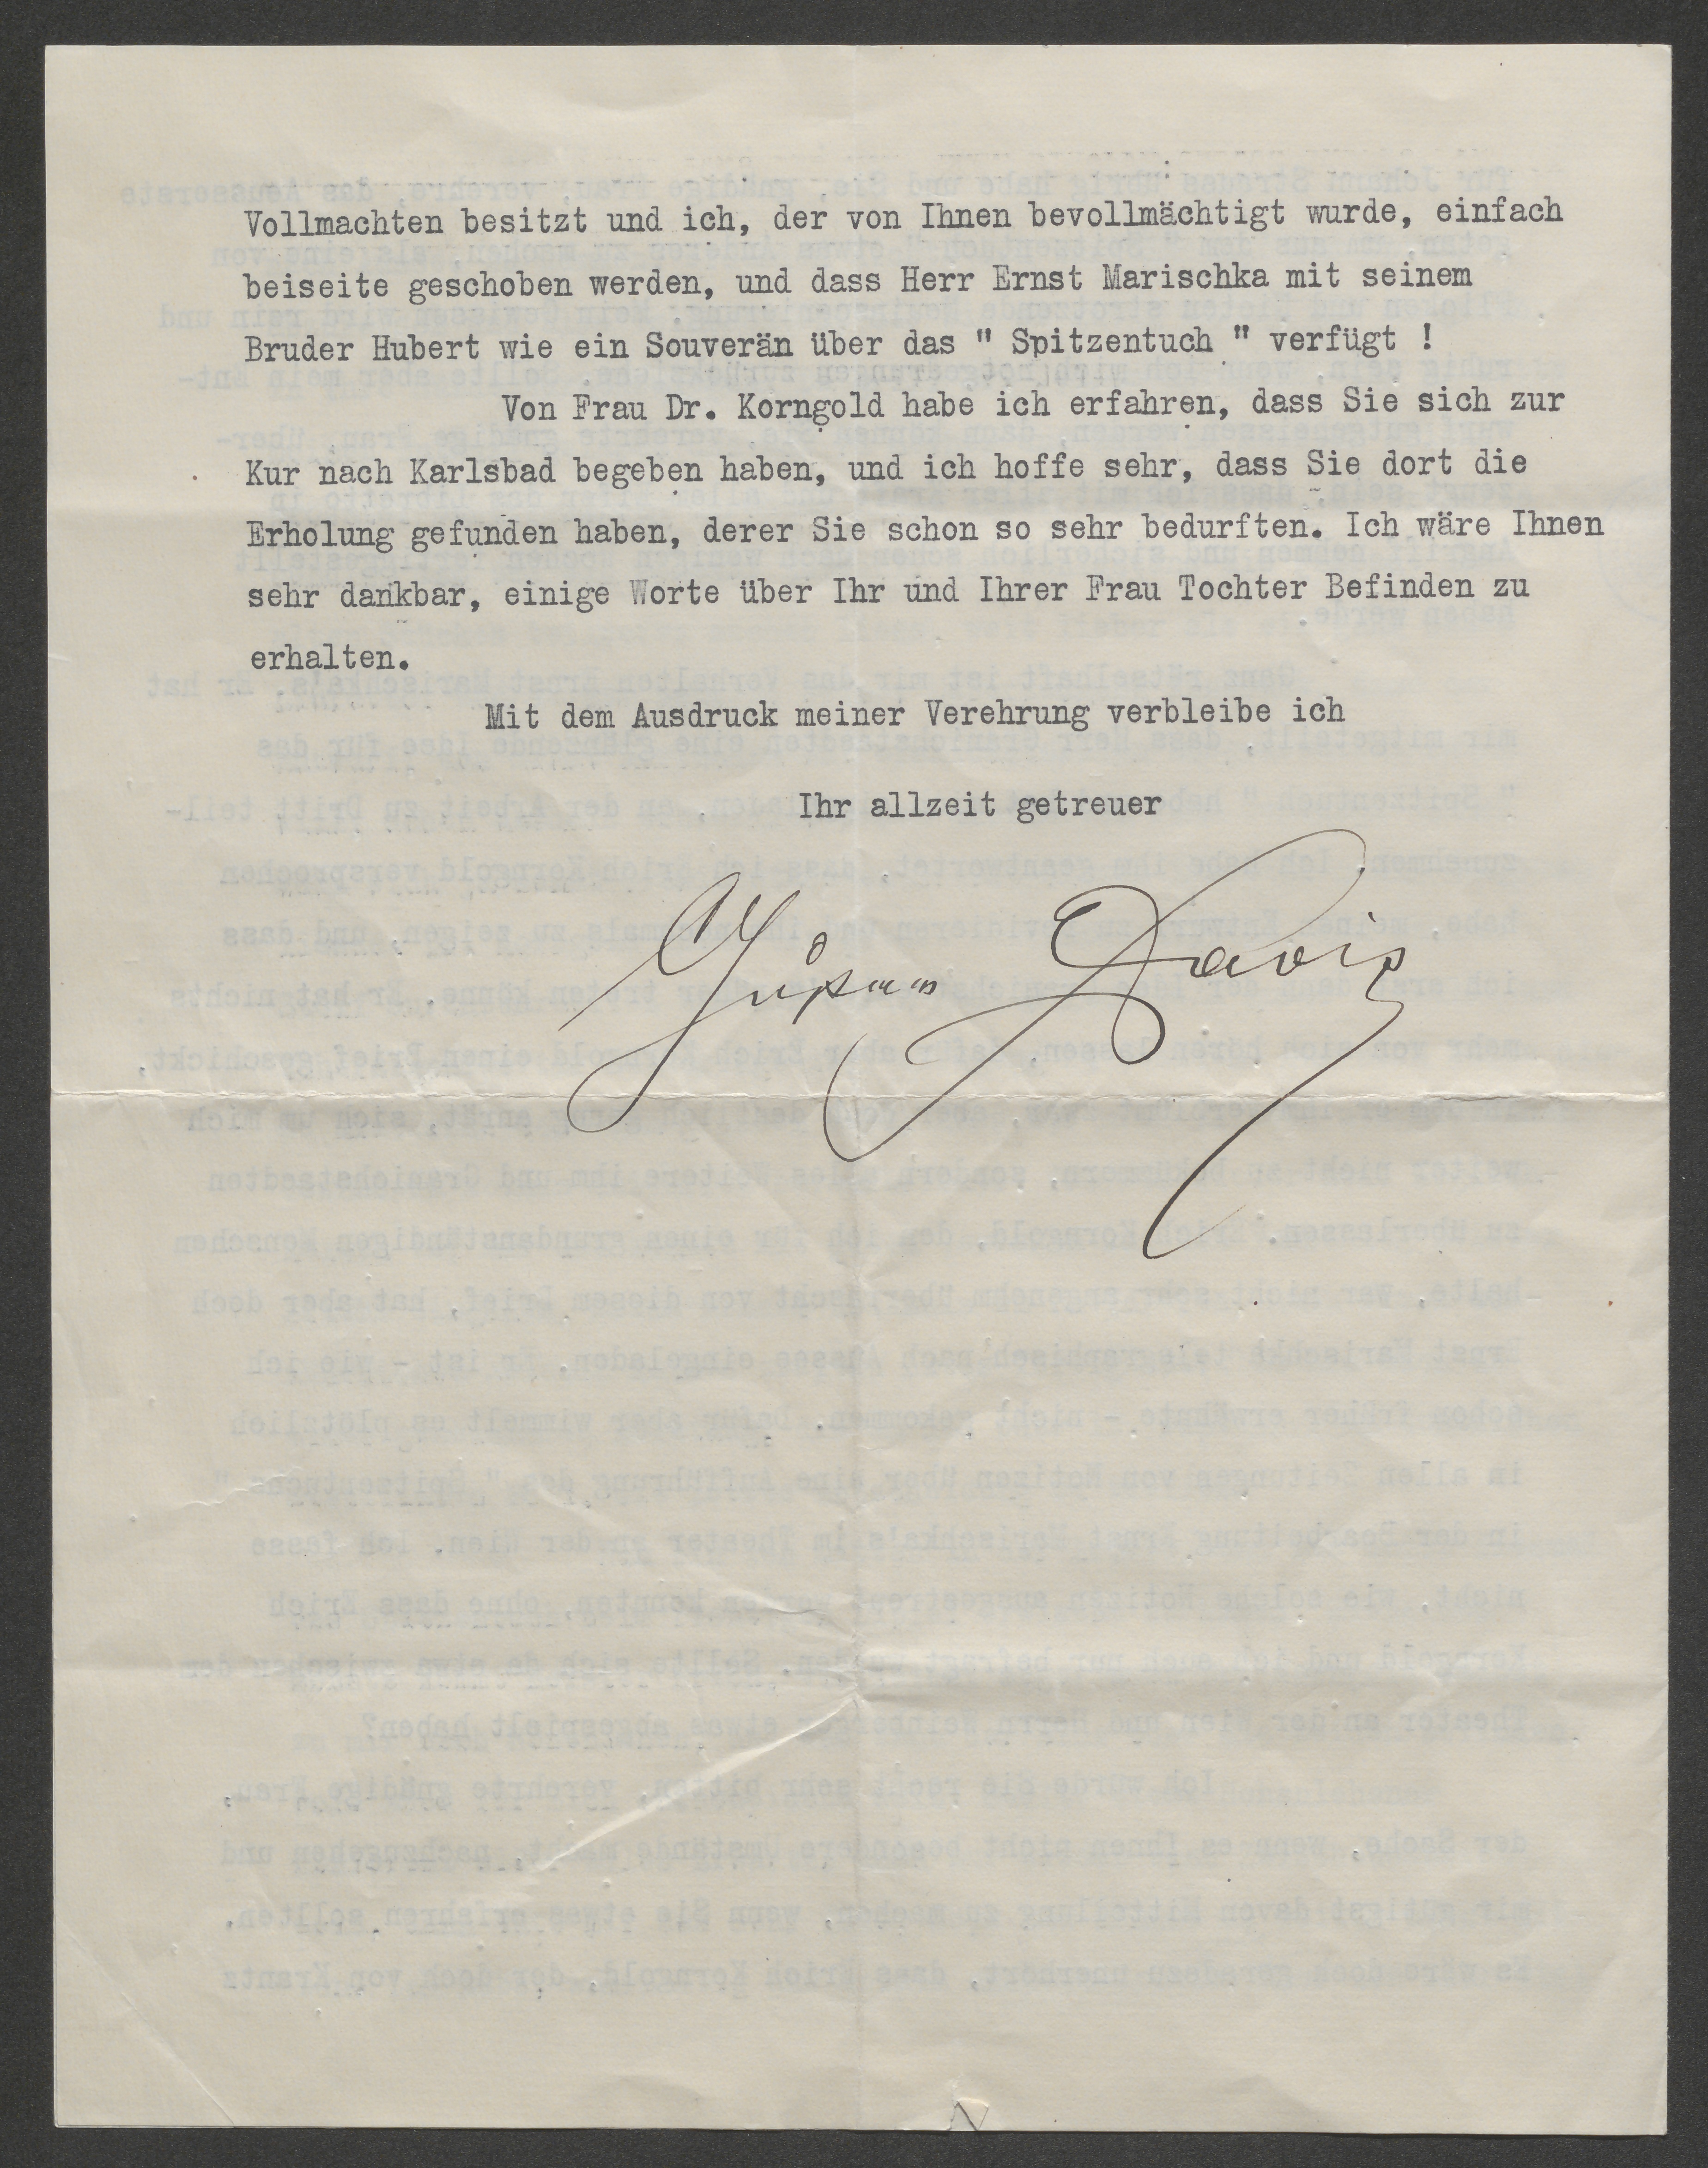 Vollmachten besitzt und ich, der von Ihnen bevollmächtigt wurde, einfach
beiseite geschoben werden, und dass Herr Ernst Marischka mit seinem
Bruder Hubert wie ein Souverän über das " Spitzentuch " verfügt !
Von Frau Dr. Korngold habe ich erfahren, dass Sie sich zur
Kur nach Karlsbad begeben haben, und ich hoffe sehr, dass Sie dort die
Erholung gefunden haben, derer Sie schon so sehr bedurften. Ich wäre Ihnen
sehr dankbar, einige Worte über Ihr und Ihrer Frau Tochter Befinden zu
erhalten.
Mit dem Ausdruck meiner Verehrung verbleibe ich
Ihr allzeit getreuer
Davis